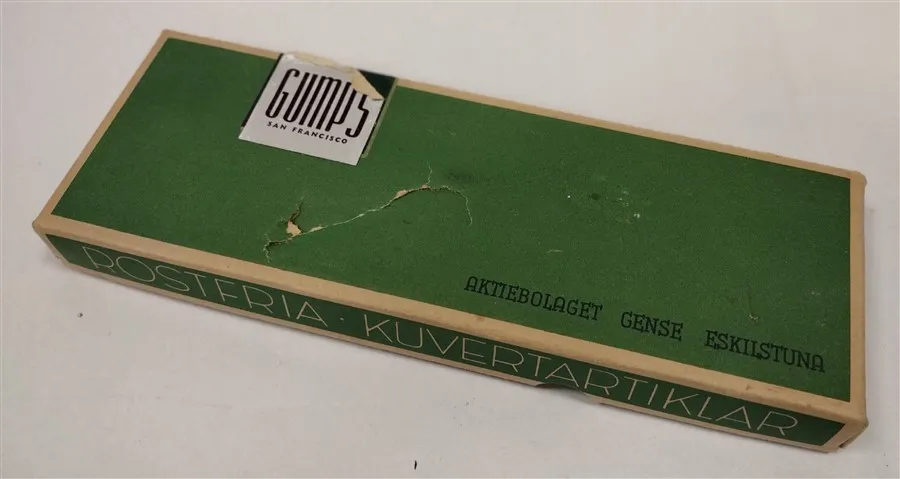 GUMPS
SAN FRANCISCO
AKTIEBOLAGET GENSE ESKILSTUNA
ROSTFRIA · KUVERTARTIKLAR